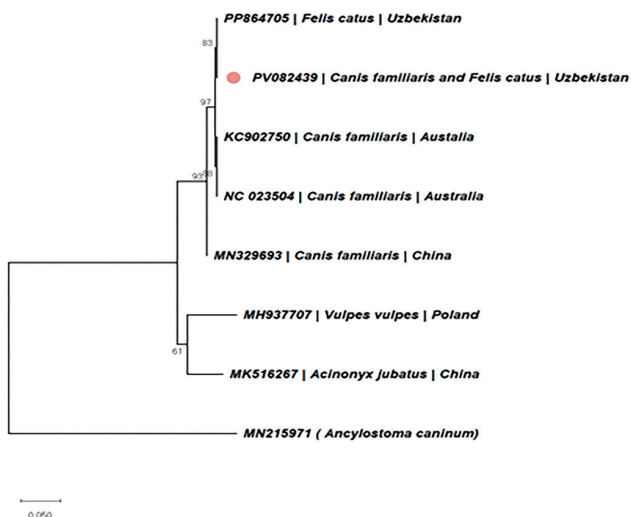 PP864705 | Felis catus | Uzbekistan
83
PV082439 | Canis familiaris and Felis catus | Uzbekistan
97
KC902750 | Canis familiaris | Austalia
93
NC 023504 | Canis familiaris | Australia
MN329693 | Canis familiaris | China
MH937707 | Vulpes vulpes | Poland
61
MK516267 | Acinonyx jubatus | China
MN215971 ( Ancylostoma caninum)
0.050